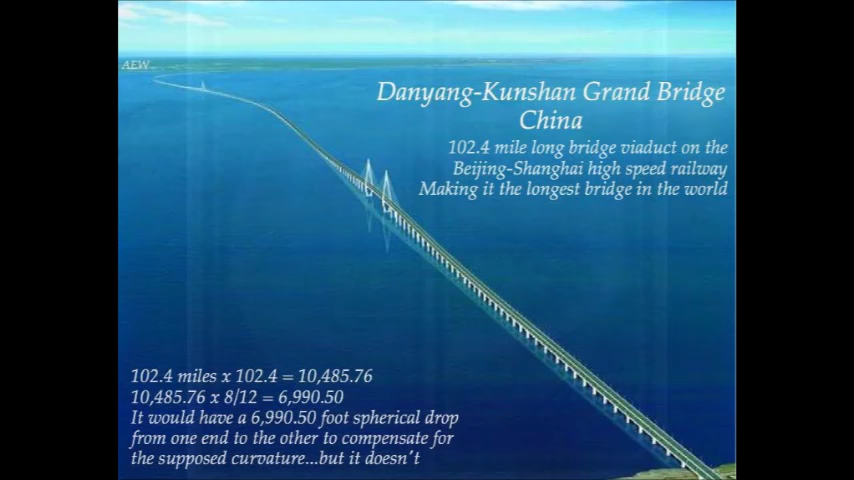 AEW
Danyang-Kunshan Grand Bridge
China
102.4 mile long bridge viaduct on the
Beijing-Shanghai high speed railway
Making it the longest bridge in the world
102.4 miles x 102.4 = 10,485.76
10,485.76 x 8/12 = 6,990.50
It would have a 6,990.50 foot spherical drop
from one end to the other to compensate for
the supposed curvature...but it doesn't